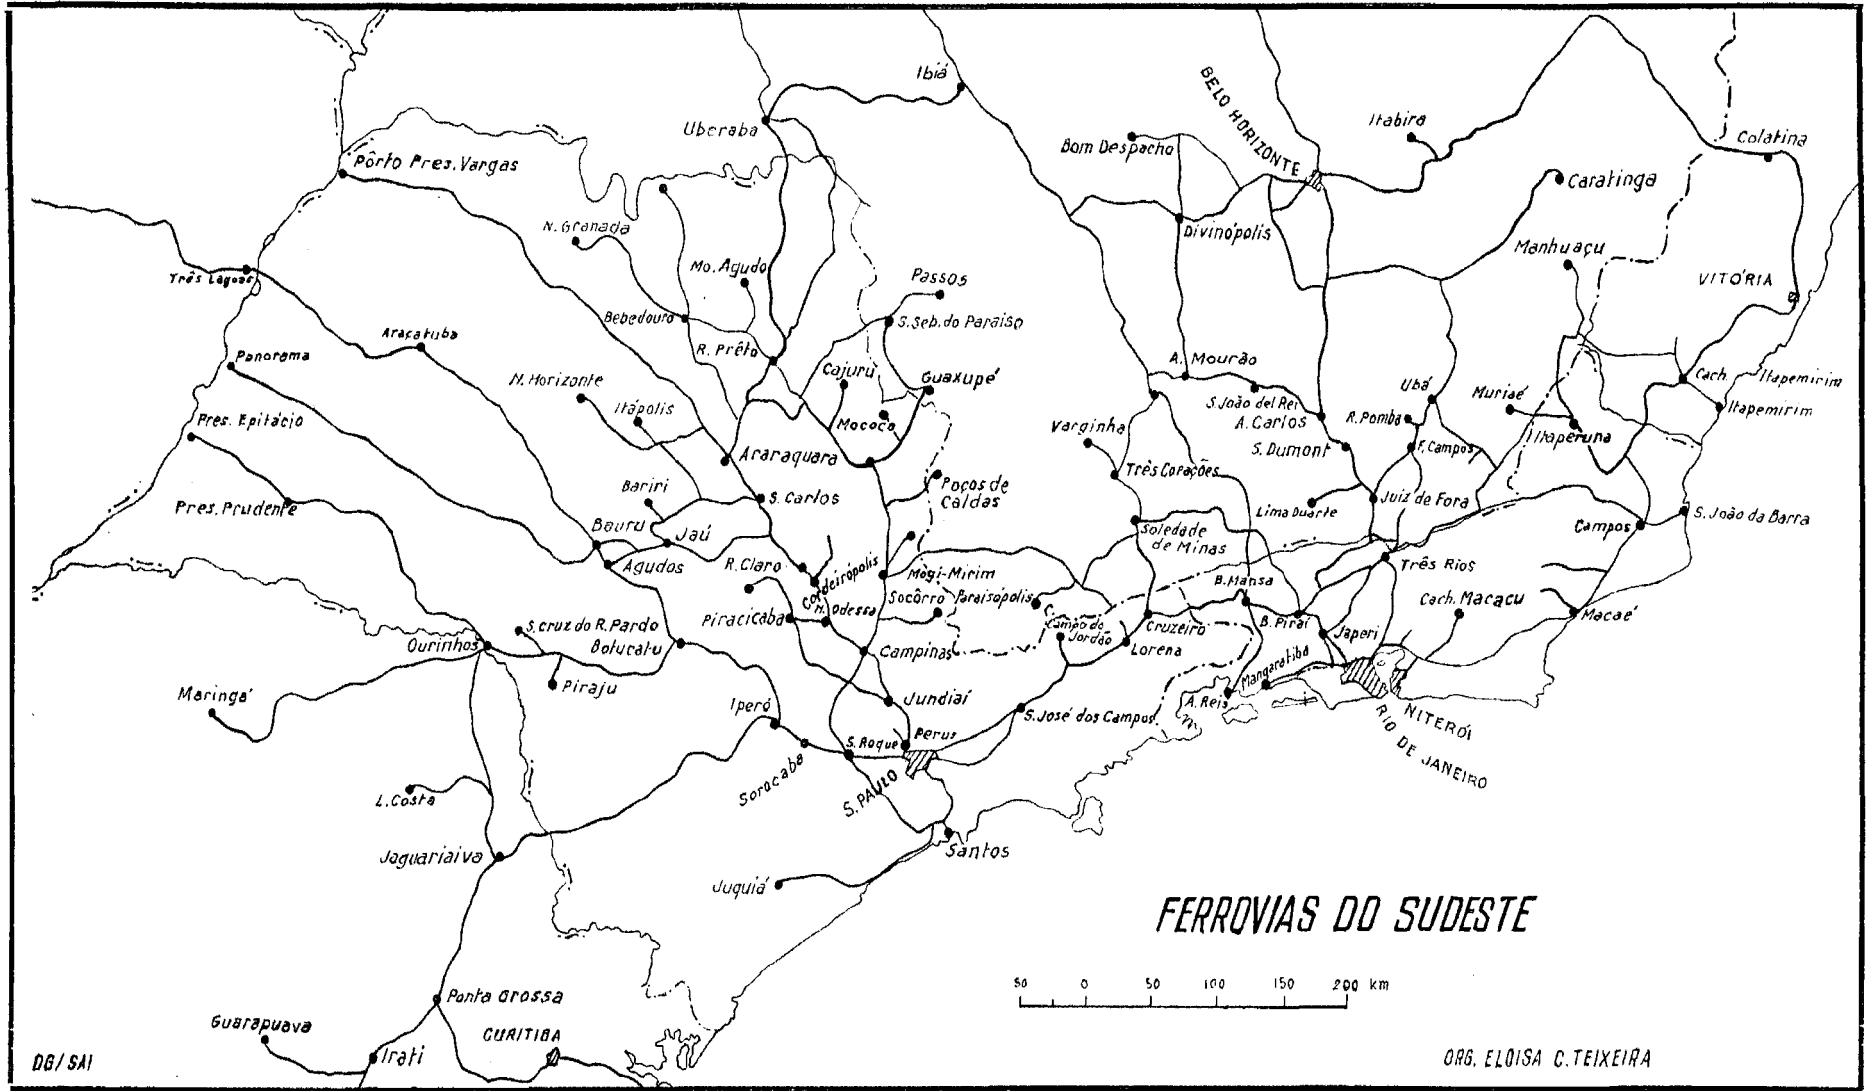 Ibiá
Uberaba
BELO HORIZONTE
Itabira
Colatina
Bom Despacho
Pôrto Pres. Vargas
Caratinga
N. Granada
Divinópolis
Manhuaçu
Mo. Agudo
Passos
VITÓRIA
Três Lagoas
Bebedouro
S. Seb. do Paraiso
Araçatuba
R. Prêto
A. Mourão
Panorama
Cajuru
Guaxupé
N. Horizonte
Ubá
Muriaé
Cach. Itapemirim
Itápolis
S. João del Rei
A. Carlos
R. Pomba
Itapemirim
Pres. Epitácio
Mococa
Varginha
Itaperuna
S. Dumont
F. Campos
Araraquara
Três Corações
Bariri
S. Carlos
Poços de
Caldas
Lima Duarte
Juiz de Fora
Pres. Prudente
Bauru
Jaú
Soledade
de Minas
Campos
S. João da Barra
Agudos
R. Claro
Cordeirópolis
Mogi-Mirim
Três Rios
B. Mansa
Socôrro
Paraisópolis
Cach. Macacu
N. Odessa
Piracicaba
C.
Campo do
Jordão
Cruzeiro
B. Piraí
Japeri
Macaé
S. Cruz do R. Pardo
Ourinhos
Botucatu
Campinas
Lorena
Mangaratiba
Piraju
Maringá
Iperó
Jundiaí
A. Reis
S. José dos Campos
NITERÓI
RIO DE JANEIRO
S. Roque
Perus
Sorocaba
S. PAULO
L. Costa
Jaguariaiva
Santos
Juquiá
FERROVIAS DO SUDESTE
50 0 50 100 150 200 km
Ponta Grossa
Guarapuava
CURITIBA
Irati
DG/SAI
ORG. ELOISA C. TEIXEIRA